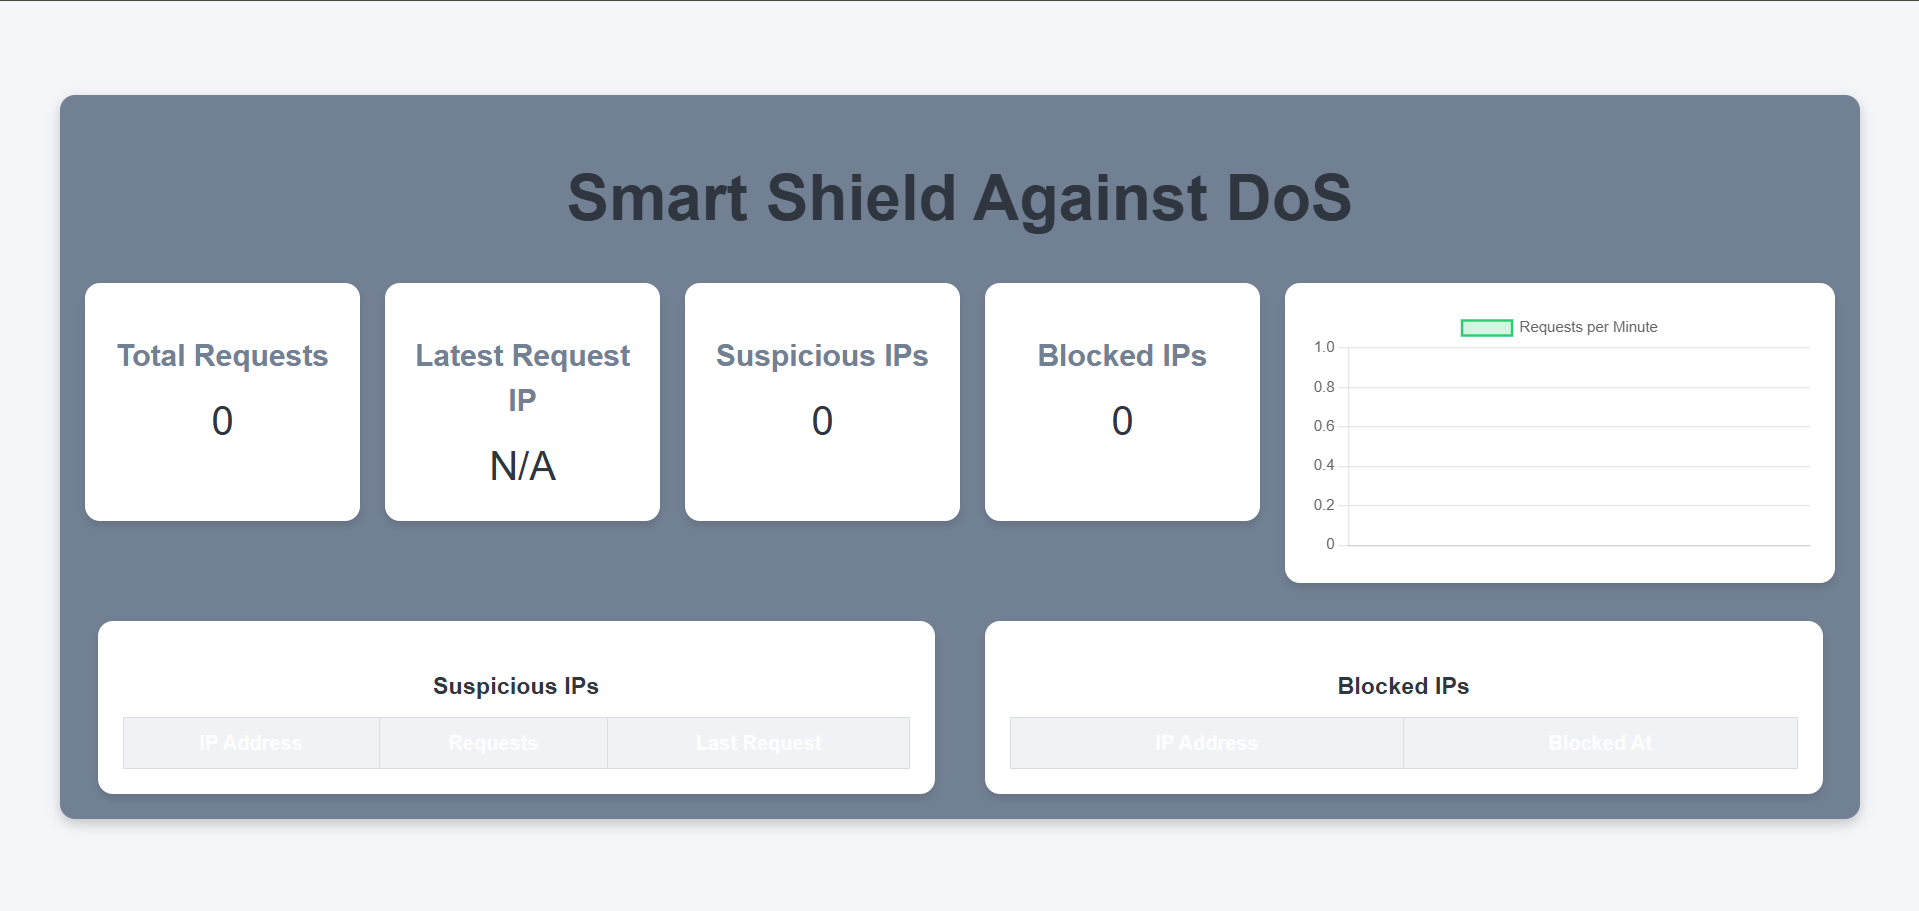 Smart Shield Against DoS
Total Requests
0
Latest Request
IP
N/A
Suspicious IPs
0
Blocked IPs
0
Requests per Minute
1.0
0.8
0.6
0.4
0.2
0
Suspicious IPs
IP Address Requests Last Request
Blocked IPs
IP Address Blocked At